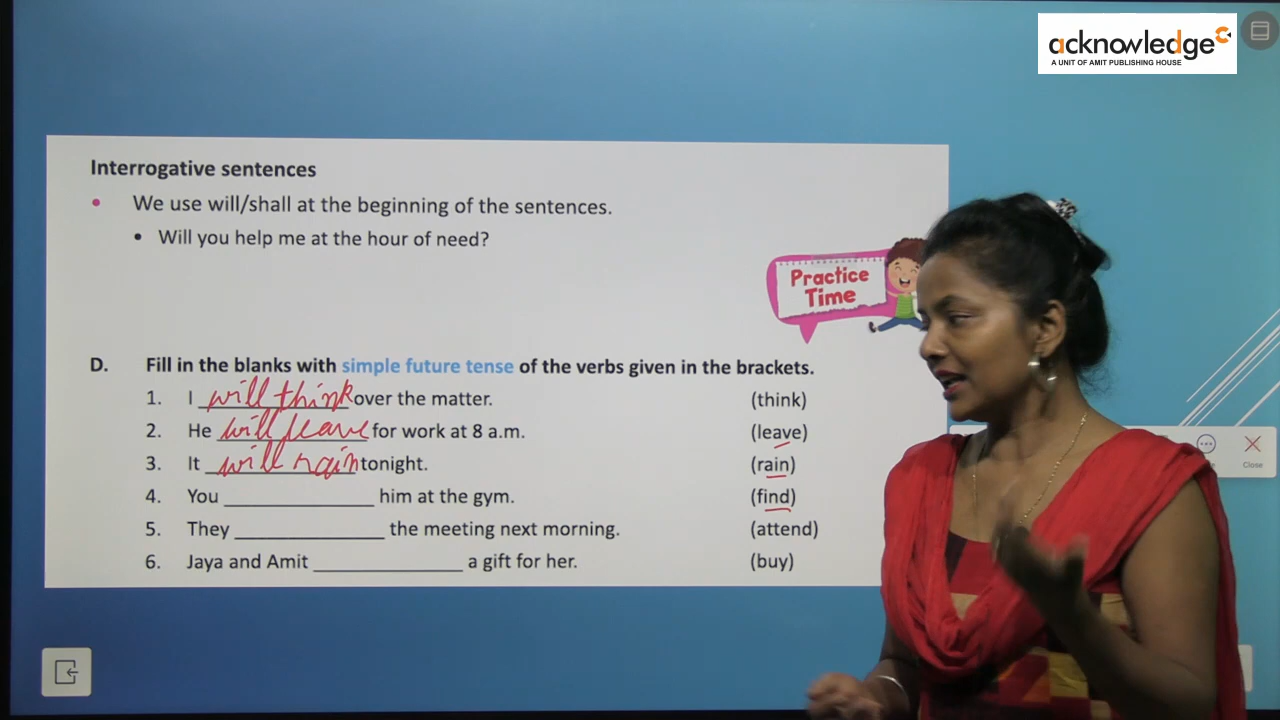 acknowledge
A UNIT OF AMIT PUBLISHING HOUSE
Interrogative sentences
• We use will/shall at the beginning of the sentences.
• Will you help me at the hour of need?
Practice
Time
D. Fill in the blanks with simple future tense of the verbs given in the brackets.
1. I will think over the matter. (think)
2. He will leave for work at 8 a.m. (leave)
3. It will rain tonight. (rain)
4. You ______________ him at the gym. (find)
5. They ______________ the meeting next morning. (attend)
6. Jaya and Amit ______________ a gift for her. (buy)
Close